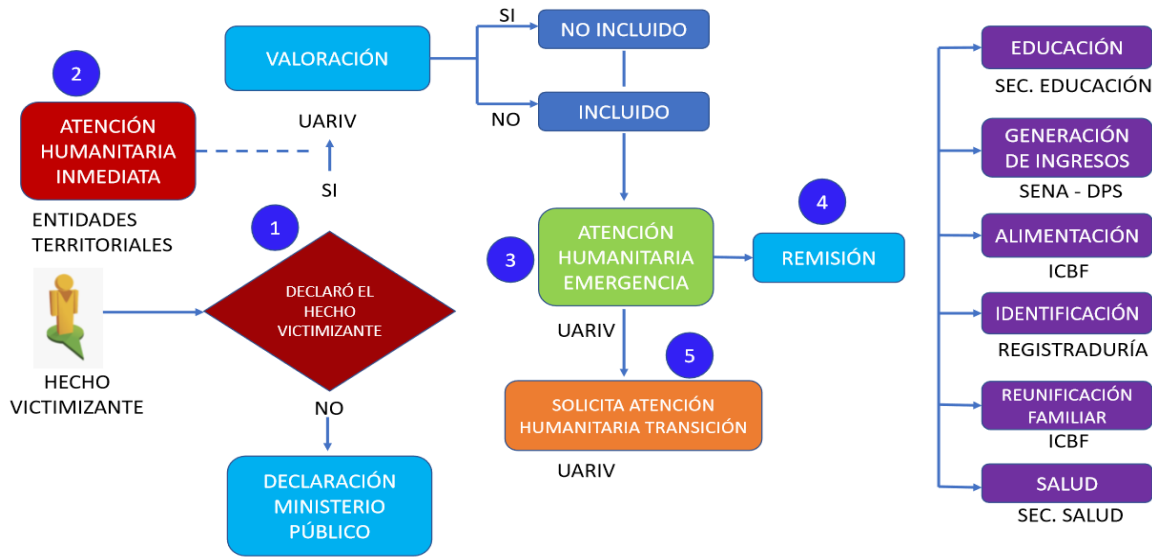 SI
NO INCLUIDO
VALORACIÓN
NO
INCLUIDO
2
ATENCIÓN
HUMANITARIA
INMEDIATA
UARIV
SI
ENTIDADES
TERRITORIALES
1
DECLARÓ EL
HECHO
VICTIMIZANTE
HECHO
VICTIMIZANTE
NO
DECLARACIÓN
MINISTERIO
PÚBLICO
3
ATENCIÓN
HUMANITARIA
EMERGENCIA
4
REMISIÓN
UARIV
5
SOLICITA ATENCIÓN
HUMANITARIA TRANSICIÓN
UARIV
EDUCACIÓN
SEC. EDUCACIÓN
GENERACIÓN
DE INGRESOS
SENA - DPS
ALIMENTACIÓN
ICBF
IDENTIFICACIÓN
REGISTRADURÍA
REUNIFICACIÓN
FAMILIAR
ICBF
SALUD
SEC. SALUD